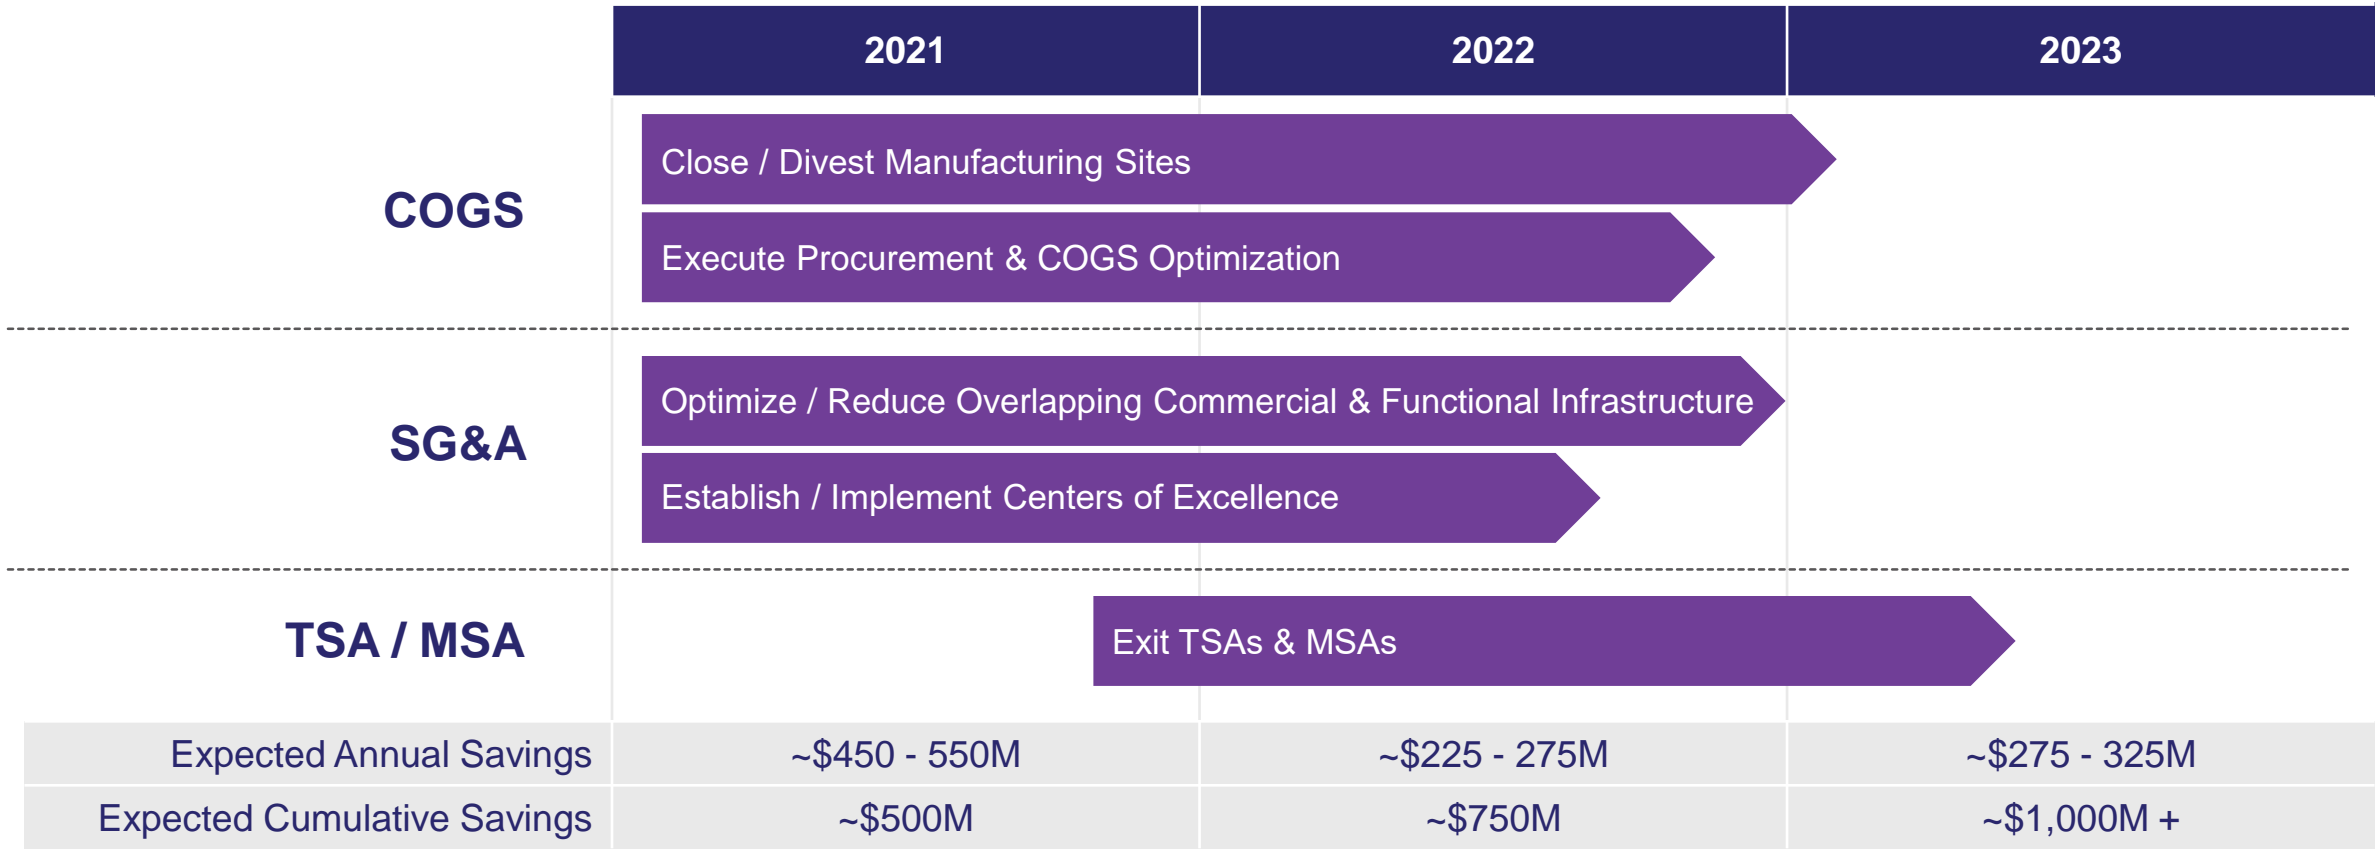 2021 2022 2023
COGS
Close / Divest Manufacturing Sites
Execute Procurement & COGS Optimization
SG&A
Optimize / Reduce Overlapping Commercial & Functional Infrastructure
Establish / Implement Centers of Excellence
TSA / MSA
Exit TSAs & MSAs
Expected Annual Savings ~$450 - 550M ~$225 - 275M ~$275 - 325M
Expected Cumulative Savings ~$500M ~$750M ~$1,000M +